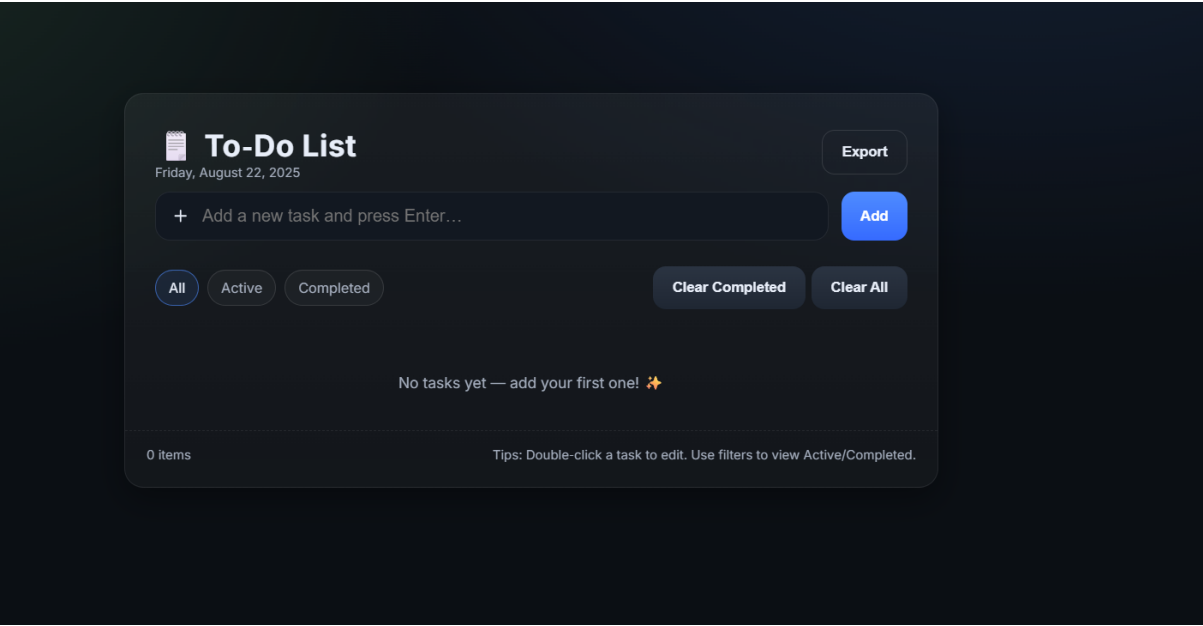 To-Do List
Export
Friday, August 22, 2025
+ Add a new task and press Enter...
Add
All Active Completed
Clear Completed Clear All
No tasks yet — add your first one! ✨
0 items
Tips: Double-click a task to edit. Use filters to view Active/Completed.